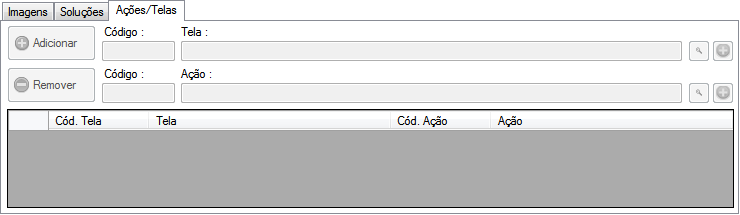 Imagens Soluções Ações/Telas
Código : Tela :
Adicionar
Código : Ação :
Remover
Cód. Tela Tela Cód. Ação Ação